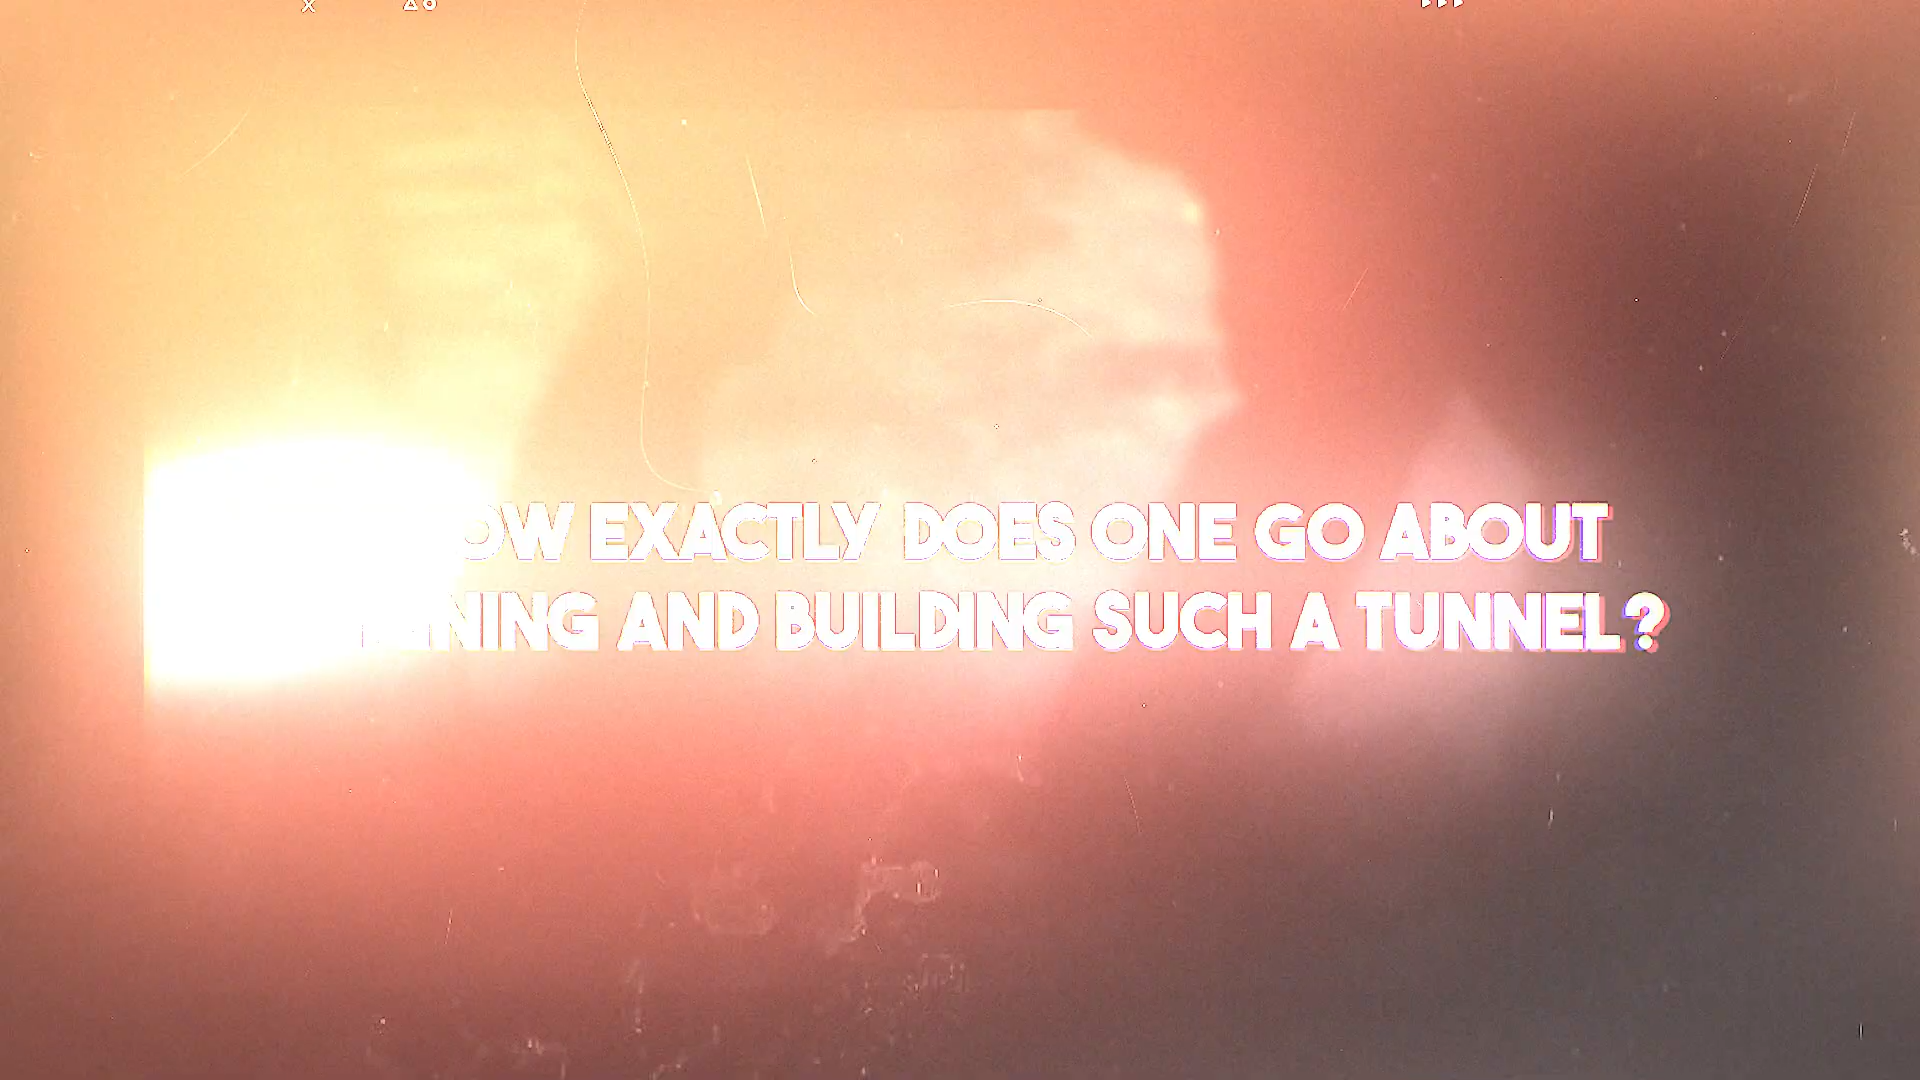 OW EXACTLY DOES ONE GO ABOUT
NING AND BUILDING SUCH A TUNNEL?